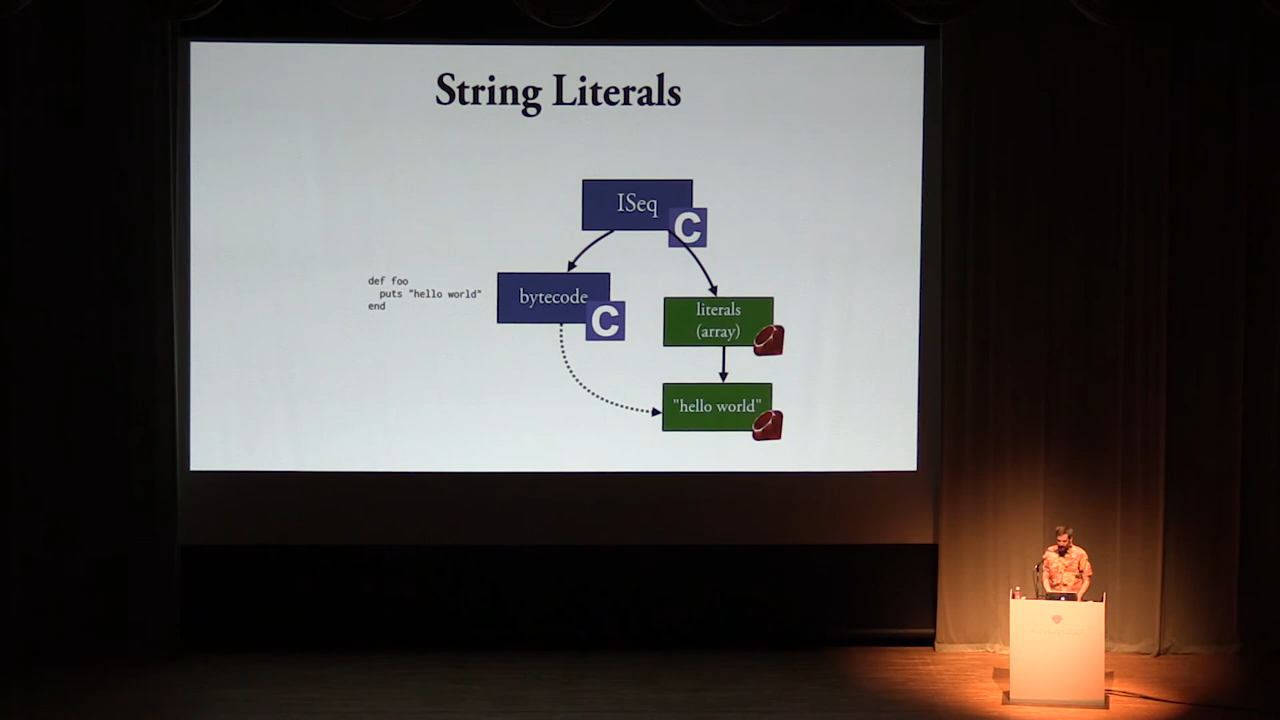 String Literals
ISeq
C
def foo
  puts "hello world"
end
bytecode
C
literals
(array)
"hello world"